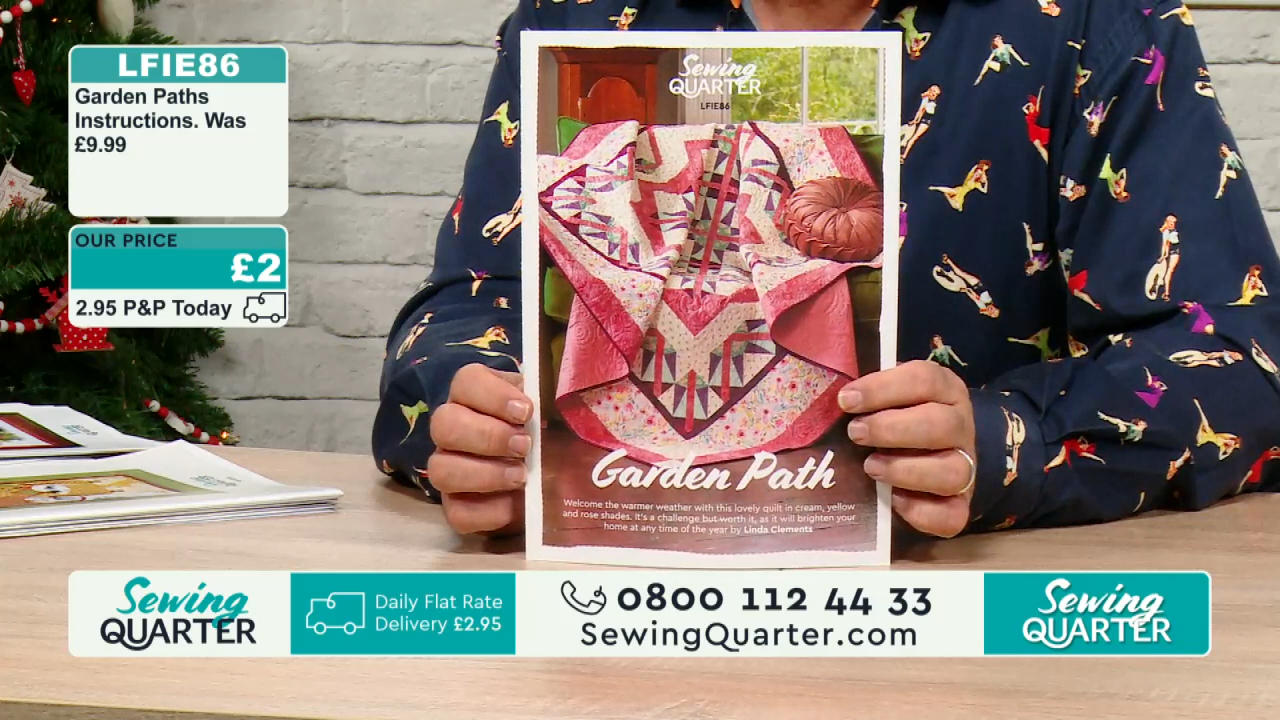 LFIE86
Garden Paths
Instructions. Was
£9.99
OUR PRICE
£2
2.95 P&P Today
Sewing
QUARTER
LFIE86
Garden Path
Welcome the warmer weather with this lovely quilt in cream, yellow
and rose shades. It's a challenge but worth it, as it will brighten your
home at any time of the year by Linda Clements
Sewing
QUARTER
Daily Flat Rate
Delivery £2.95
0800 112 44 33
SewingQuarter.com
Sewing
QUARTER